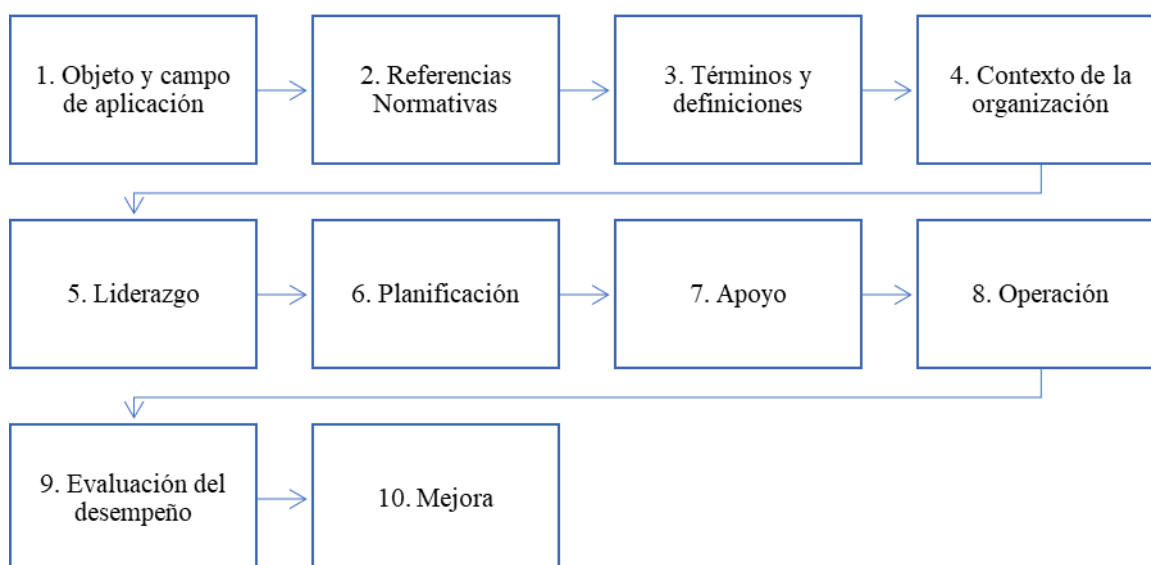 1. Objeto y campo
de aplicación
2. Referencias
Normativas
3. Términos y
definiciones
4. Contexto de la
organización
5. Liderazgo
6. Planificación
7. Apoyo
8. Operación
9. Evaluación del
desempeño
10. Mejora